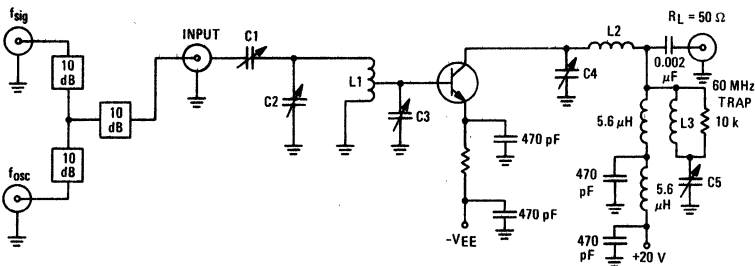 fsig
10
dB
10
dB
10
dB
fosc
INPUT
C1
C2
L1
C3
470 pF
470 pF
-VEE
C4
L2
RL = 50 Ω
0.002
µF
60 MHz
TRAP
5.6 µH
L3
10 k
470
pF
5.6
µH
C5
470
pF
+20 V